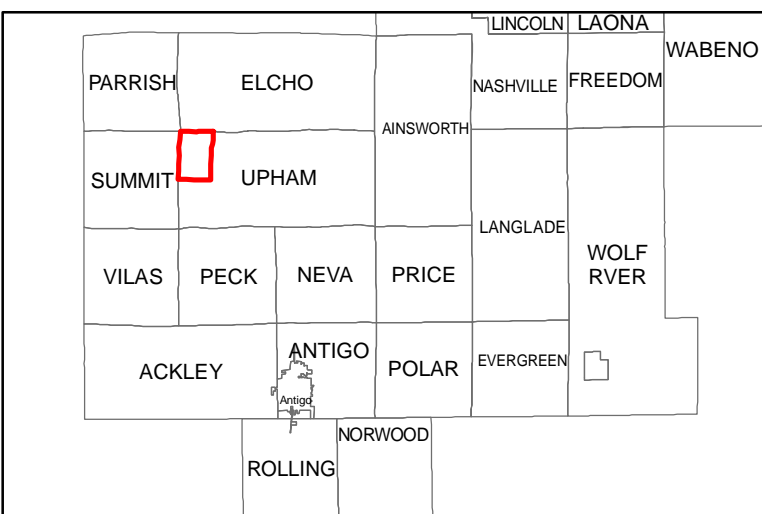 LINCOLN LAONA
WABENO
PARRISH ELCHO NASHVILLE FREEDOM
AINSWORTH
SUMMIT UPHAM
LANGLADE
WOLF
RVER
VILAS PECK NEVA PRICE
ANTIGO
ACKLEY POLAR EVERGREEN
Antigo
NORWOOD
ROLLING